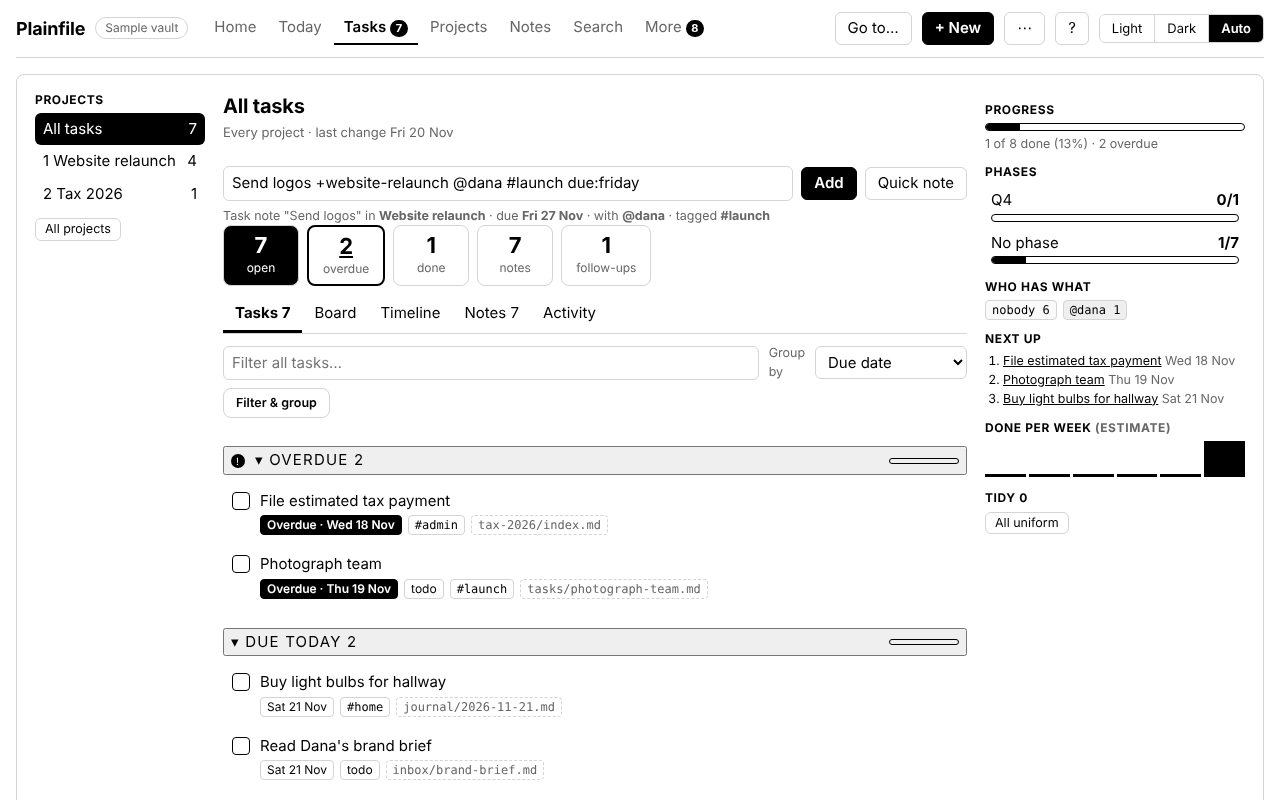 Plainfile Sample vault Home Today Tasks 7 Projects Notes Search More 8 Go to... + New ··· ? Light Dark Auto
PROJECTS
All tasks 7
1 Website relaunch 4
2 Tax 2026 1
All projects
All tasks
Every project · last change Fri 20 Nov
Send logos +website-relaunch @dana #launch due:friday Add Quick note
Task note "Send logos" in Website relaunch · due Fri 27 Nov · with @dana · tagged #launch
7 open
2 overdue
1 done
7 notes
1 follow-ups
Tasks 7 Board Timeline Notes 7 Activity
Filter all tasks... Group by Due date
Filter & group
! ▾ OVERDUE 2
File estimated tax payment
Overdue · Wed 18 Nov #admin tax-2026/index.md
Photograph team
Overdue · Thu 19 Nov todo #launch tasks/photograph-team.md
▾ DUE TODAY 2
Buy light bulbs for hallway
Sat 21 Nov #home journal/2026-11-21.md
Read Dana's brand brief
Sat 21 Nov todo inbox/brand-brief.md
PROGRESS
1 of 8 done (13%) · 2 overdue
PHASES
Q4 0/1
No phase 1/7
WHO HAS WHAT
nobody 6 @dana 1
NEXT UP
1. File estimated tax payment Wed 18 Nov
2. Photograph team Thu 19 Nov
3. Buy light bulbs for hallway Sat 21 Nov
DONE PER WEEK (ESTIMATE)
TIDY 0
All uniform